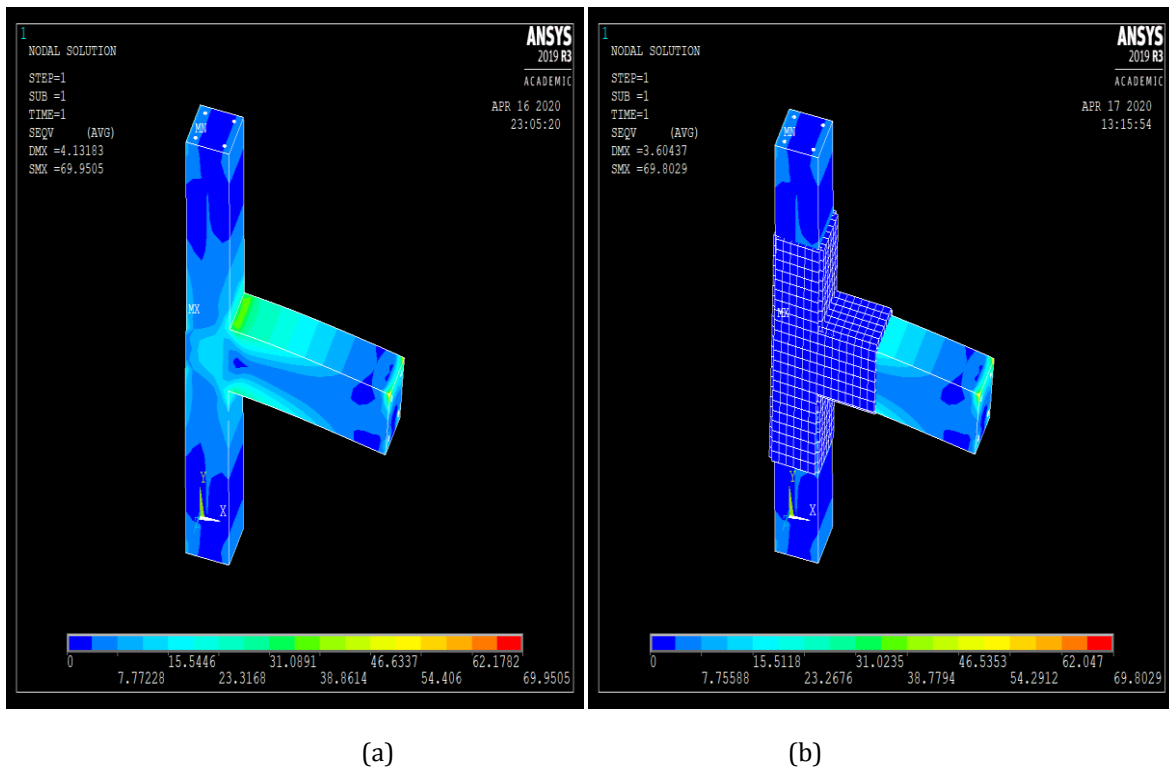 1
NODAL SOLUTION
STEP=1
SUB =1
TIME=1
SEQV (AVG)
DMX =4.13183
SMX =69.9505
ANSYS
2019 R3
ACADEMIC
APR 16 2020
23:05:20
MN
MX
Y
X
0 15.5446 31.0891 46.6337 62.1782
7.77228 23.3168 38.8614 54.406 69.9505
(a)
1
NODAL SOLUTION
STEP=1
SUB =1
TIME=1
SEQV (AVG)
DMX =3.60437
SMX =69.8029
ANSYS
2019 R3
ACADEMIC
APR 17 2020
13:15:54
MN
MX
Y
X
0 15.5118 31.0235 46.5353 62.047
7.75588 23.2676 38.7794 54.2912 69.8029
(b)